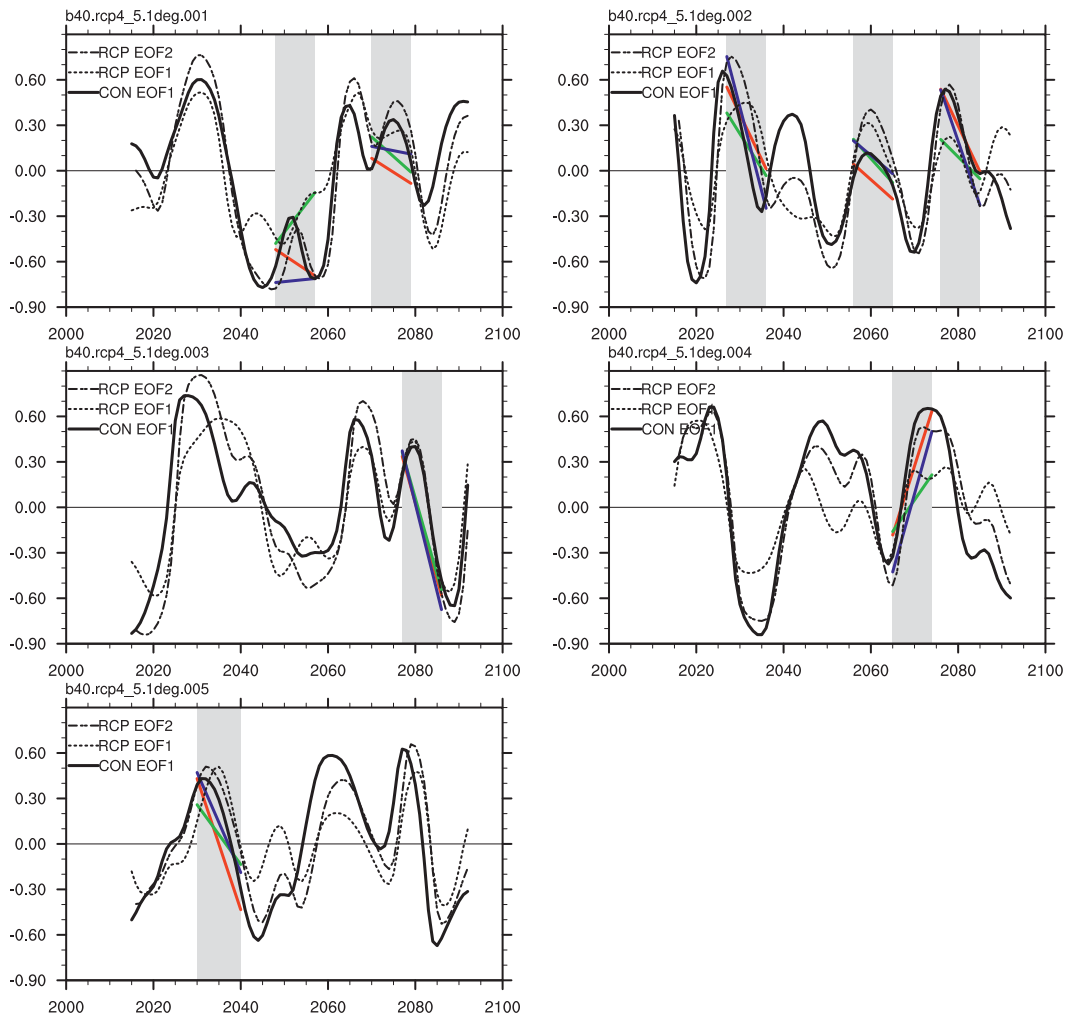 b40.rcp4_5.1deg.001
RCP EOF2
RCP EOF1
CON EOF1
0.60
0.30
0.00
-0.30
-0.60
-0.90
2000 2020 2040 2060 2080 2100
b40.rcp4_5.1deg.002
RCP EOF2
RCP EOF1
CON EOF1
0.60
0.30
0.00
-0.30
-0.60
-0.90
2000 2020 2040 2060 2080 2100
b40.rcp4_5.1deg.003
RCP EOF2
RCP EOF1
CON EOF1
0.60
0.30
0.00
-0.30
-0.60
-0.90
2000 2020 2040 2060 2080 2100
b40.rcp4_5.1deg.004
RCP EOF2
RCP EOF1
CON EOF1
0.60
0.30
0.00
-0.30
-0.60
-0.90
2000 2020 2040 2060 2080 2100
b40.rcp4_5.1deg.005
RCP EOF2
RCP EOF1
CON EOF1
0.60
0.30
0.00
-0.30
-0.60
-0.90
2000 2020 2040 2060 2080 2100